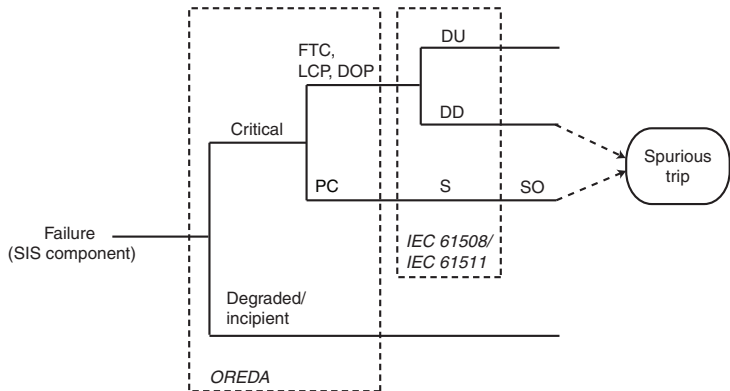 FTC,
LCP, DOP
DU
DD
Critical
PC
S
SO
Spurious
trip
Failure
(SIS component)
IEC 61508/
IEC 61511
Degraded/
incipient
OREDA